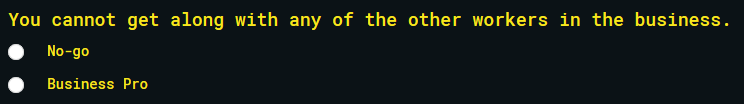 You cannot get along with any of the other workers in the business.
No-go
Business Pro